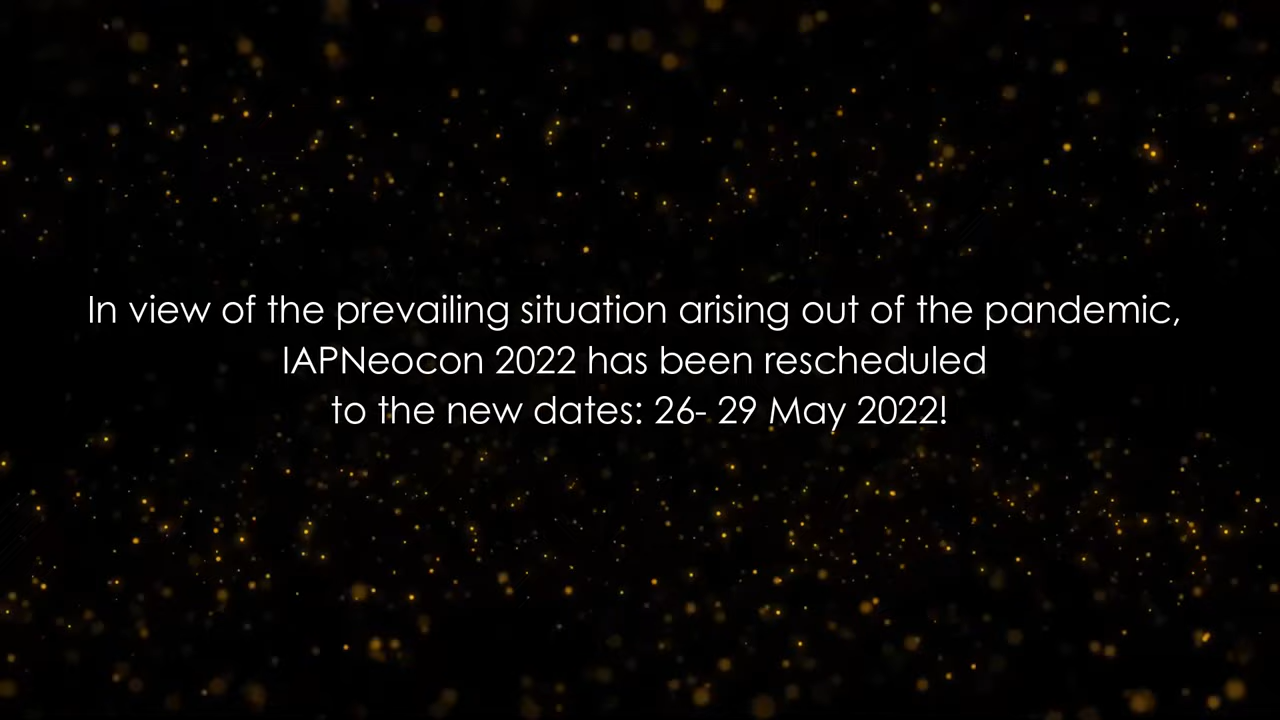 In view of the prevailing situation arising out of the pandemic,
IAPNeocon 2022 has been rescheduled
to the new dates: 26- 29 May 2022!